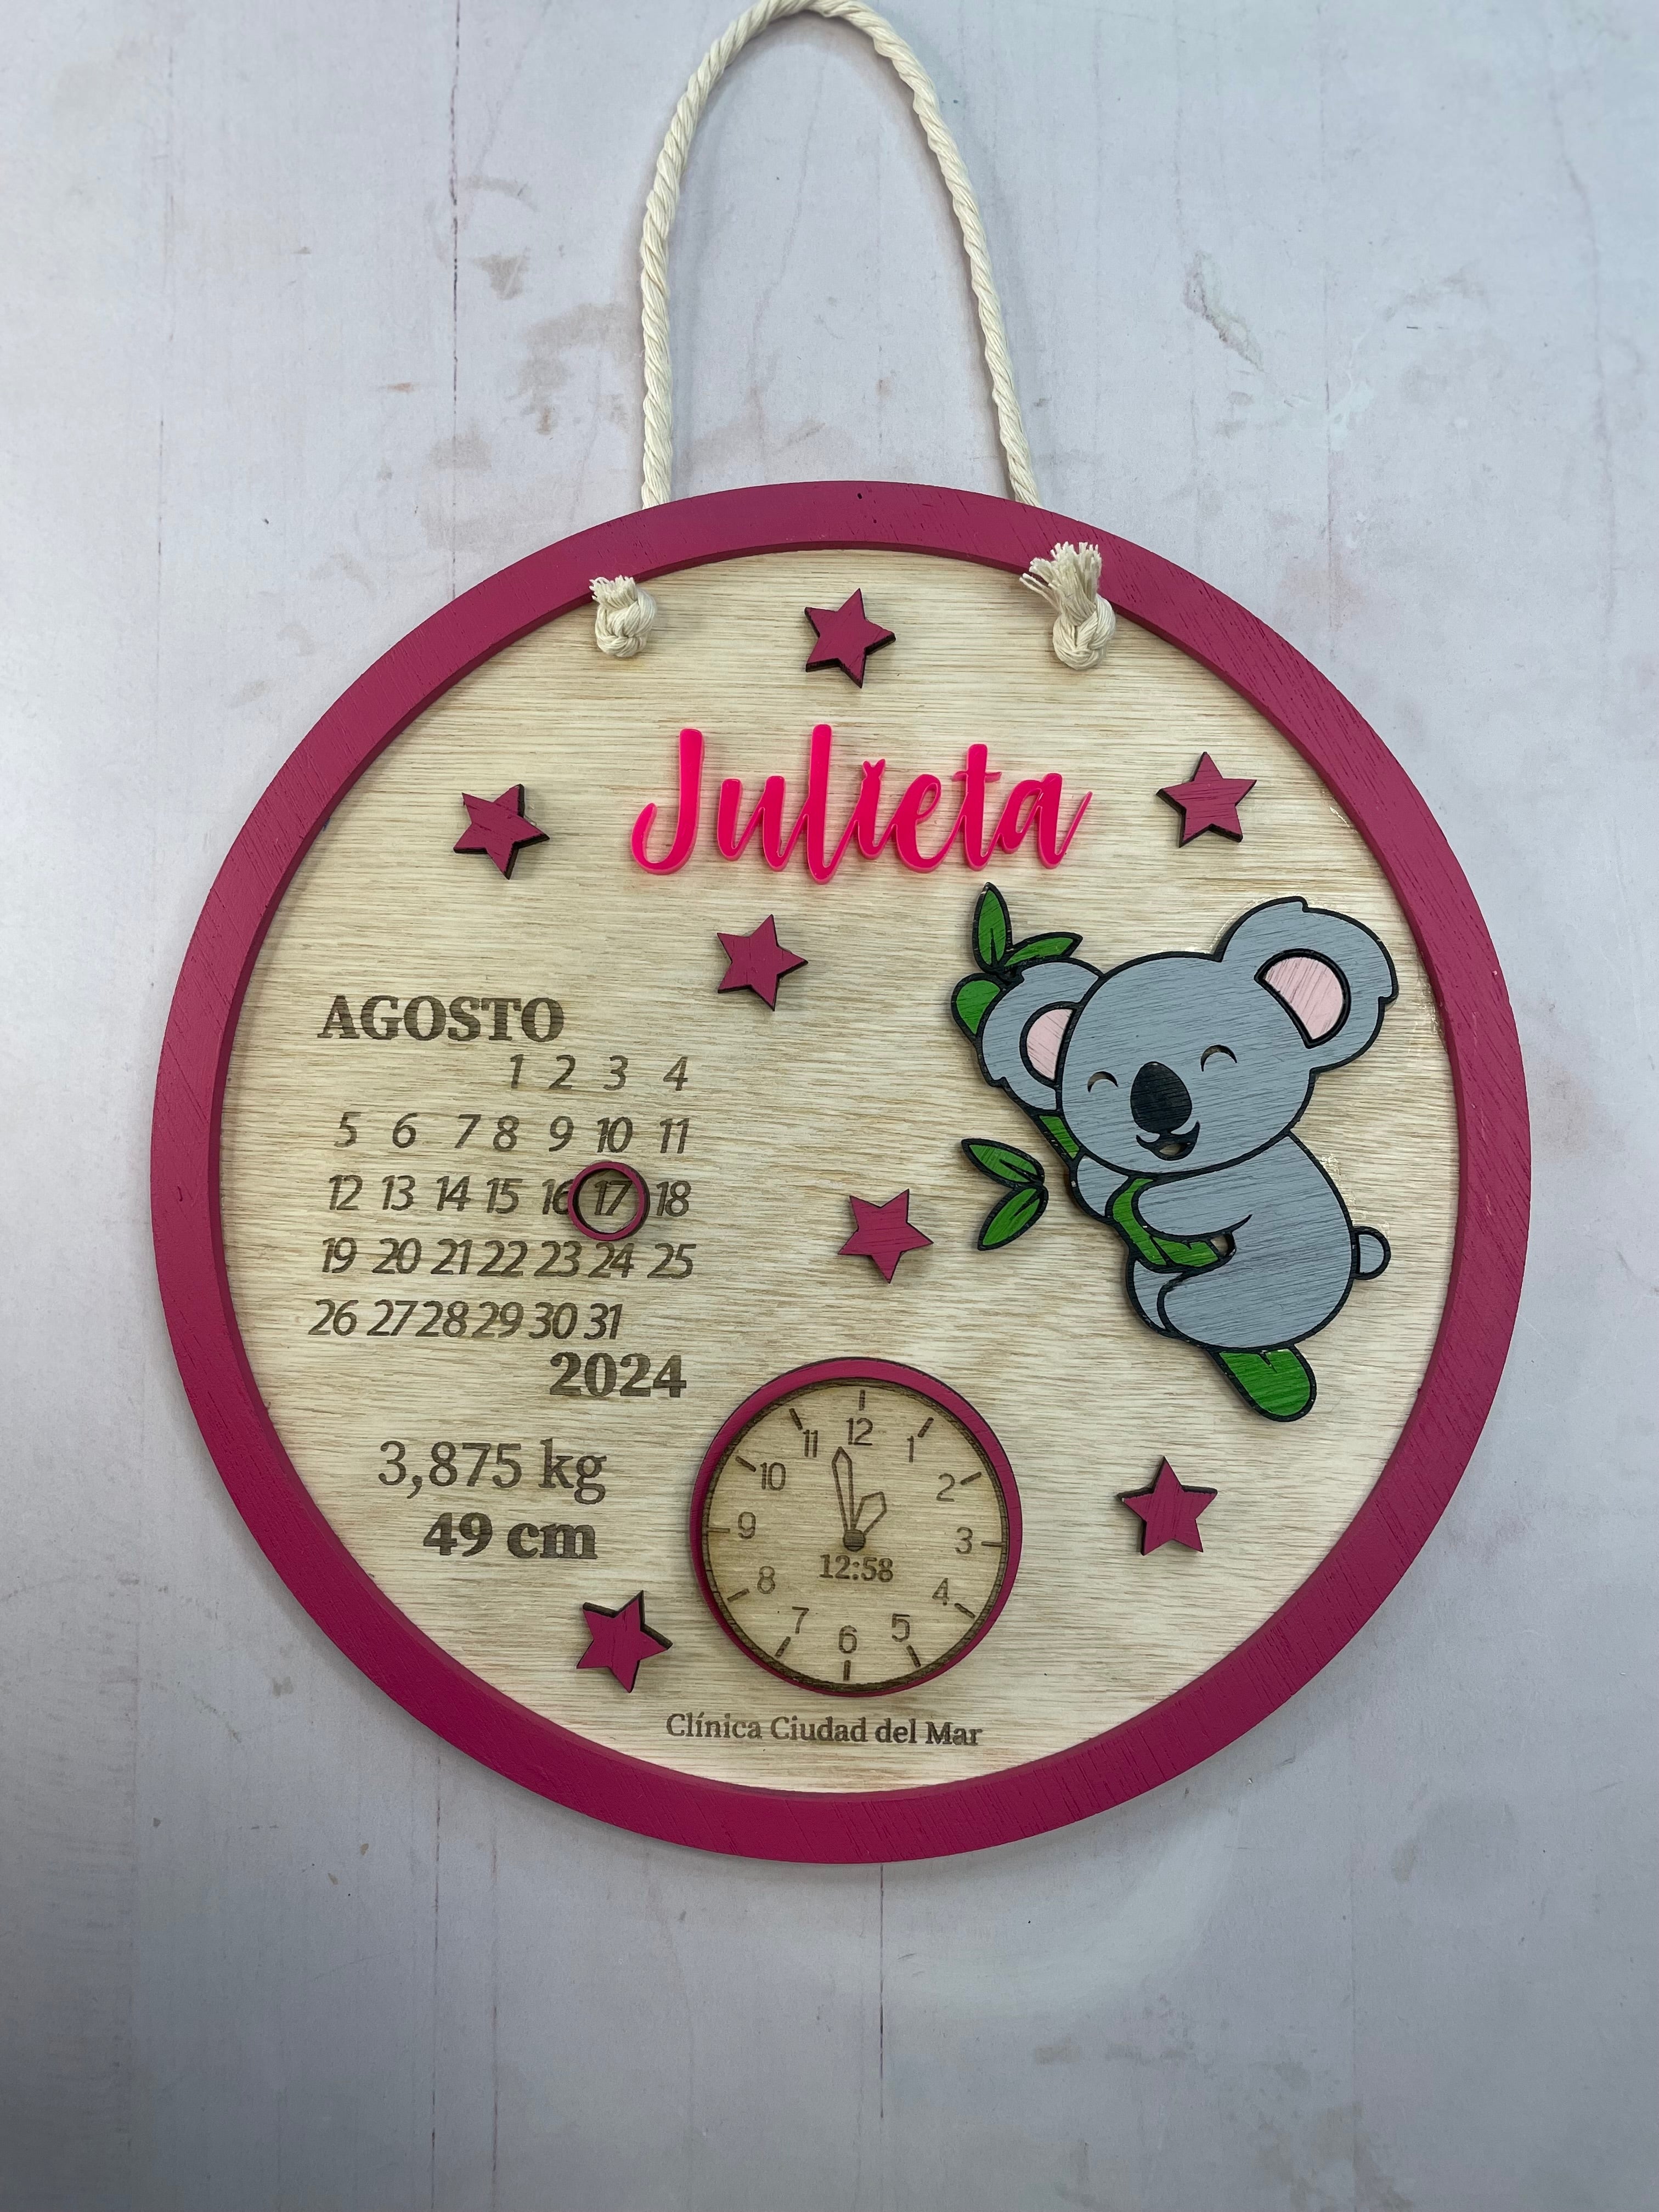 Julieta
AGOSTO
1 2 3 4
5 6 7 8 9 10 11
12 13 14 15 16 17 18
19 20 21 22 23 24 25
26 27 28 29 30 31
2024
3,875 kg
49 cm
12
11 1
10 2
9 3
12:58
8 4
7 5
6
Clínica Ciudad del Mar